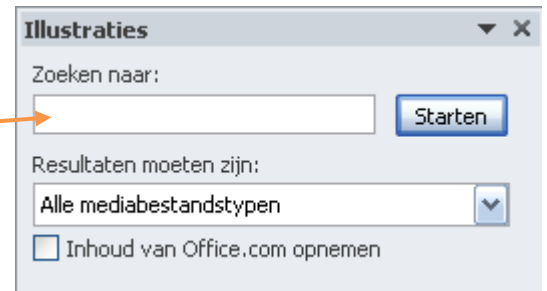 Illustraties
Zoeken naar:
Starten
Resultaten moeten zijn:
Alle mediabestandstypen
Inhoud van Office.com opnemen